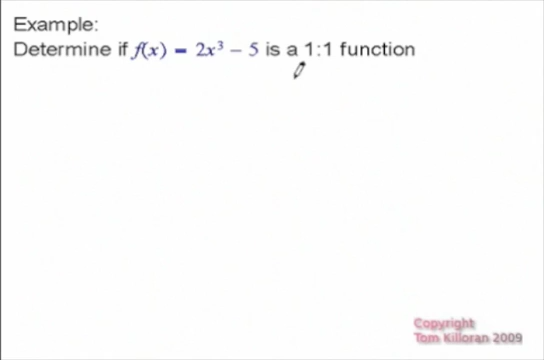 Example:
Determine if f(x) = 2x³ – 5 is a 1:1 function
Copyright
Tom Killoran 2009